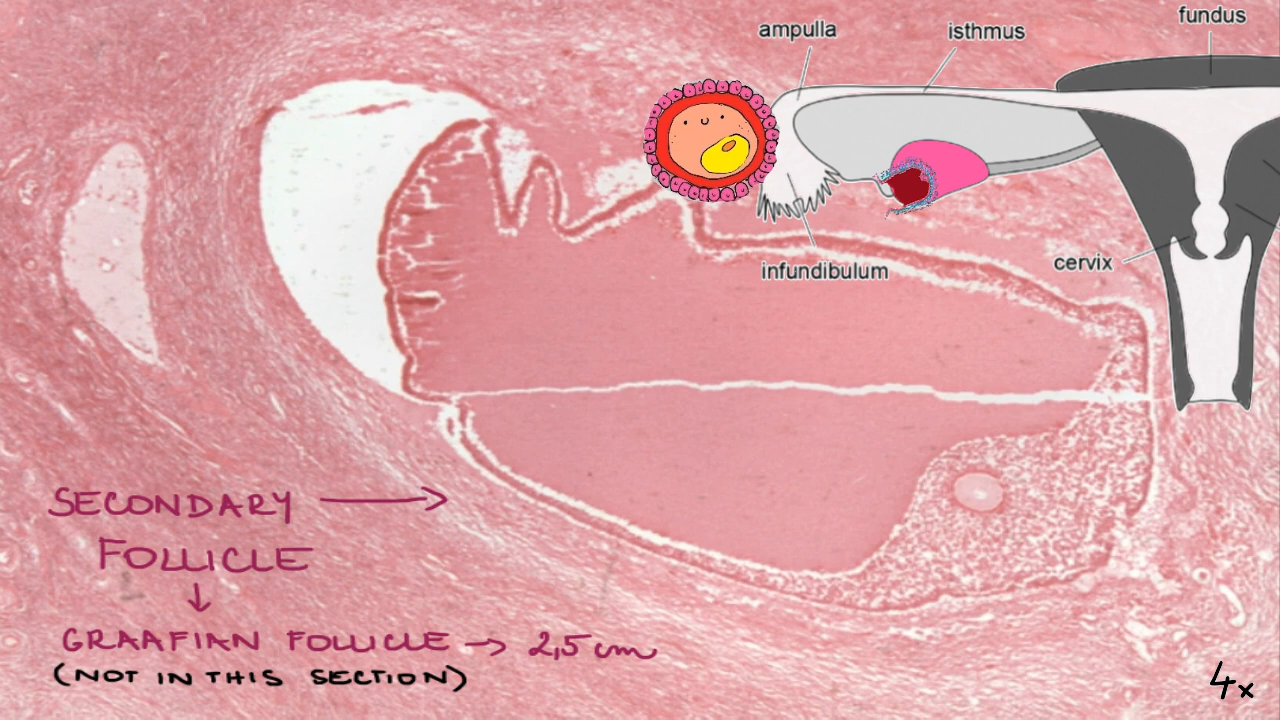 fundus
ampulla
isthmus
infundibulum
cervix
SECONDARY →
FOLLICLE
↓
GRAAFIAN FOLLICLE → 2,5 cm
(NOT IN THIS SECTION)
4x